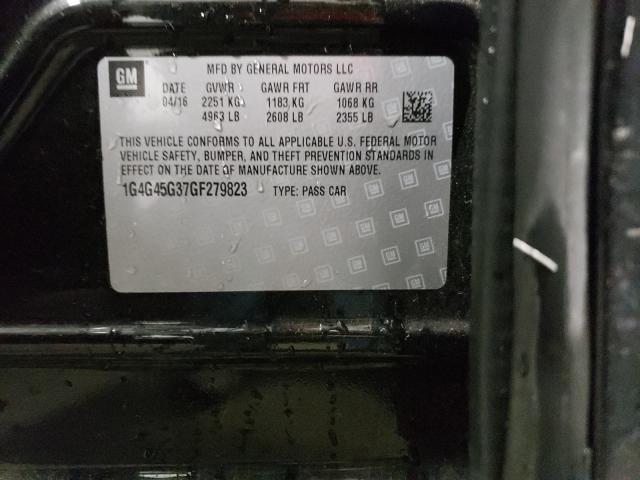 GM MFD BY GENERAL MOTORS LLC
DATE GVWR GAWR FRT GAWR RR
04/16 2251 KG 1183 KG 1068 KG
4963 LB 2608 LB 2355 LB
THIS VEHICLE CONFORMS TO ALL APPLICABLE U.S. FEDERAL MOTOR
VEHICLE SAFETY, BUMPER, AND THEFT PREVENTION STANDARDS IN
EFFECT ON THE DATE OF MANUFACTURE SHOWN ABOVE.
1G4G45G37GF279823 TYPE: PASS CAR